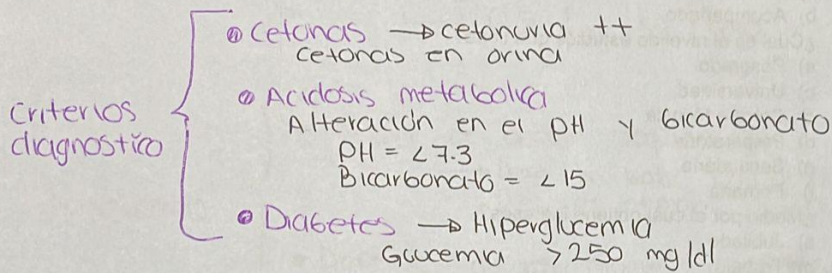 Cetonas → cetonuria ++
cetonas en orina
Acidosis metabolica
Criterios
diagnostico
Alteración en el pH y bicarbonato
PH = <7.3
Bicarbonato = <15
Diabetes → Hiperglucemia
Gucemia >250 mg/dl